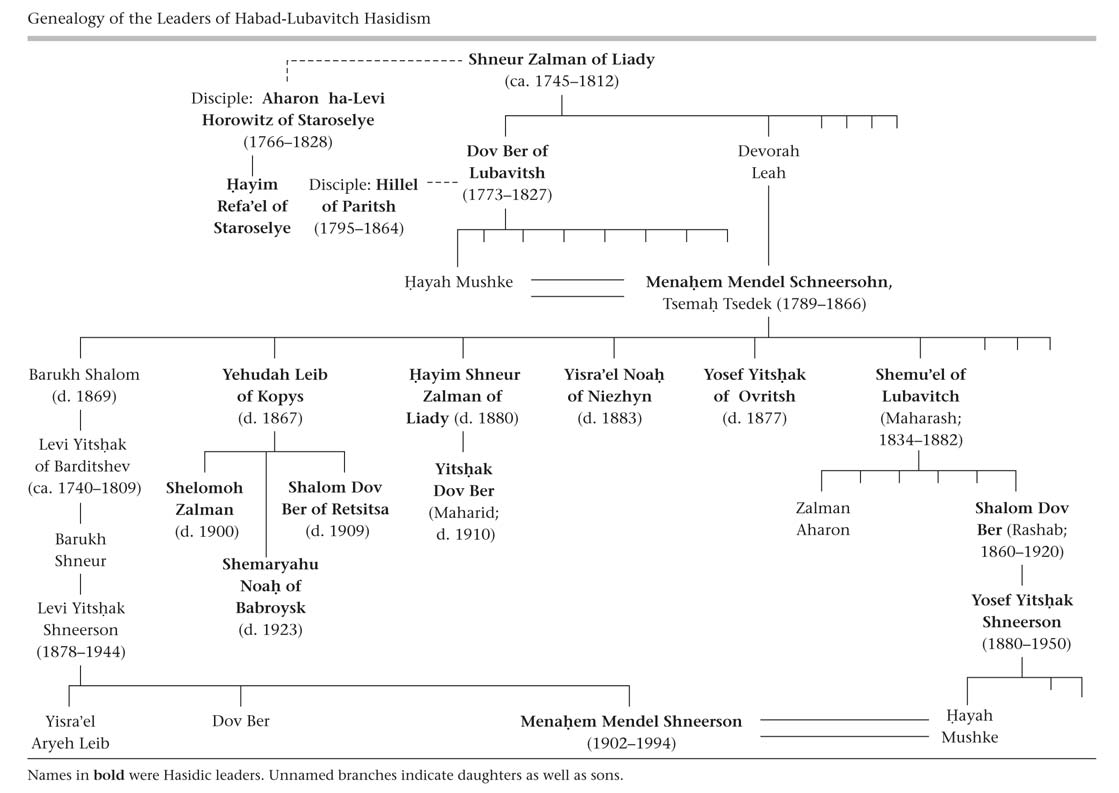 Genealogy of the Leaders of Habad-Lubavitch Hasidism
Shneur Zalman of Liady
(ca. 1745–1812)
Disciple: Aharon ha-Levi
Horowitz of Staroselye
(1766–1828)
Dov Ber of
Lubavitsh
(1773–1827)
Devorah
Leah
Ḥayim
Refa’el of
Staroselye
Disciple: Hillel
of Paritsh
(1795–1864)
Ḥayah Mushke
Menaḥem Mendel Schneersohn,
Tsemaḥ Tsedek (1789–1866)
Barukh Shalom
(d. 1869)
Yehudah Leib
of Kopys
(d. 1867)
Ḥayim Shneur
Zalman of
Liady (d. 1880)
Yisra’el Noaḥ
of Niezhyn
(d. 1883)
Yosef Yitsḥak
of Ovritsh
(d. 1877)
Shemu’el of
Lubavitch
(Maharash;
1834–1882)
Levi Yitsḥak
of Barditshev
(ca. 1740–1809)
Shelomoh
Zalman
(d. 1900)
Shalom Dov
Ber of Retsitsa
(d. 1909)
Yitsḥak
Dov Ber
(Maharid;
d. 1910)
Zalman
Aharon
Shalom Dov
Ber (Rashab;
1860–1920)
Barukh
Shneur
Shemaryahu
Noaḥ of
Babroysk
(d. 1923)
Levi Yitsḥak
Shneerson
(1878–1944)
Yosef Yitsḥak
Shneerson
(1880–1950)
Yisra’el
Aryeh Leib
Dov Ber
Menaḥem Mendel Shneerson
(1902–1994)
Ḥayah
Mushke
Names in bold were Hasidic leaders. Unnamed branches indicate daughters as well as sons.